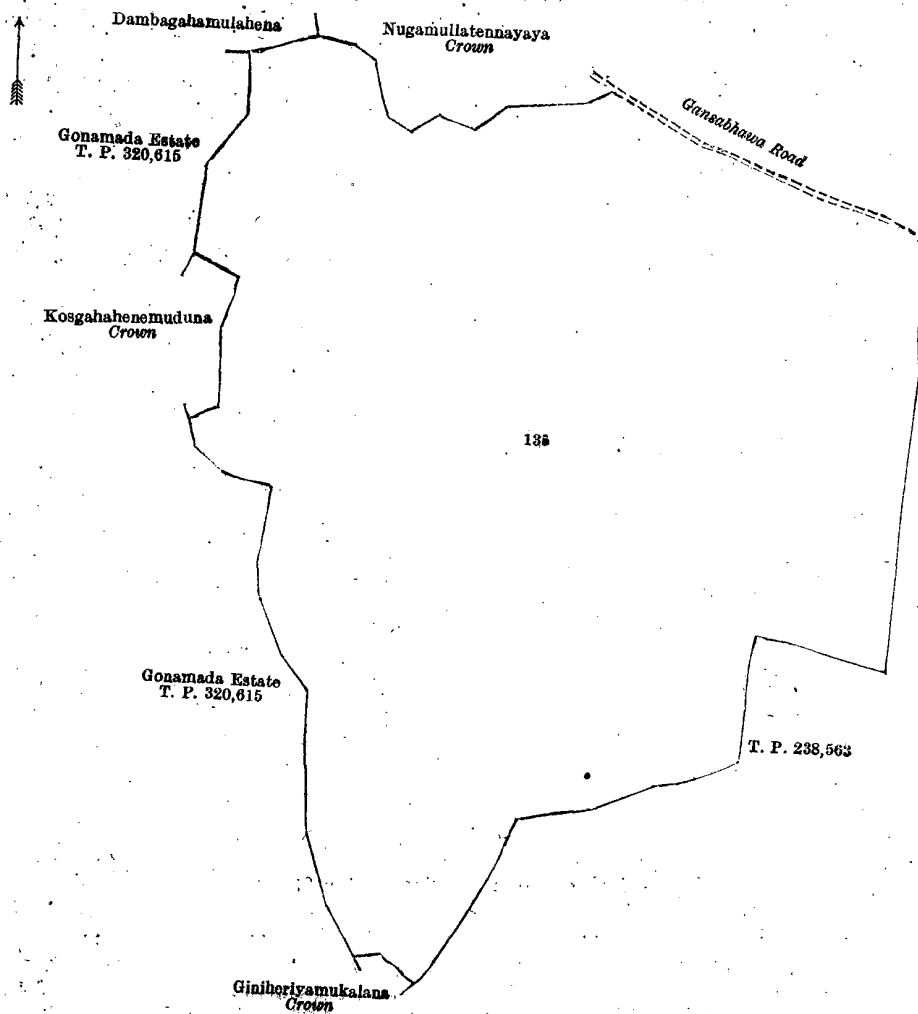 Dambagahamulahena
Nugamullatennayaya
Crown
Gansabhawa Road
Gonamada Estate
T. P. 320,615
Kosgahahenemuduna
Crown
Gonamada Estate
T. P. 320,615
T. P. 238,563
Giniheriyamukalana
Crown